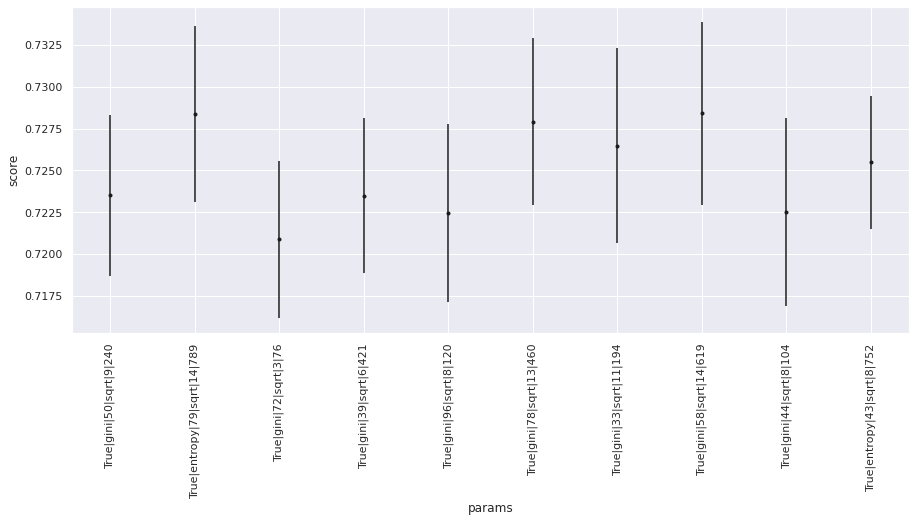 0.7325
0.7300
0.7275
0.7250
0.7225
0.7200
0.7175
score
True|gini|50|sqrt|9|240
True|entropy|79|sqrt|14|789
True|gini|72|sqrt|3|76
True|gini|39|sqrt|6|421
True|gini|96|sqrt|8|120
True|gini|78|sqrt|13|460
True|gini|33|sqrt|11|194
True|gini|58|sqrt|14|619
True|gini|44|sqrt|8|104
True|entropy|43|sqrt|8|752
params